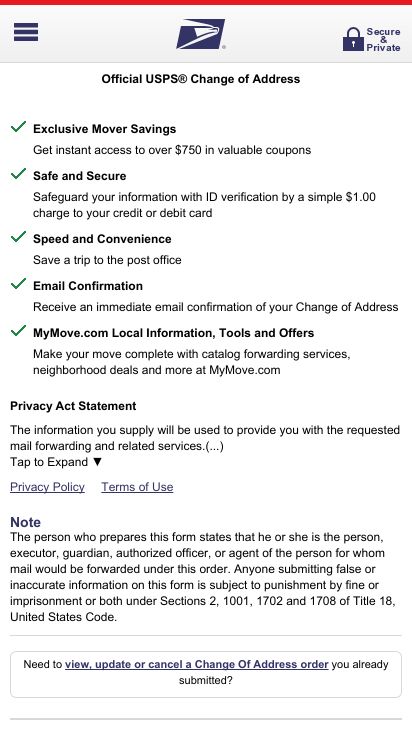 Secure
&
Private
Official USPS® Change of Address
Exclusive Mover Savings
Get instant access to over $750 in valuable coupons
Safe and Secure
Safeguard your information with ID verification by a simple $1.00
charge to your credit or debit card
Speed and Convenience
Save a trip to the post office
Email Confirmation
Receive an immediate email confirmation of your Change of Address
MyMove.com Local Information, Tools and Offers
Make your move complete with catalog forwarding services,
neighborhood deals and more at MyMove.com
Privacy Act Statement
The information you supply will be used to provide you with the requested
mail forwarding and related services.(...)
Tap to Expand ▼
Privacy Policy Terms of Use
Note
The person who prepares this form states that he or she is the person,
executor, guardian, authorized officer, or agent of the person for whom
mail would be forwarded under this order. Anyone submitting false or
inaccurate information on this form is subject to punishment by fine or
imprisonment or both under Sections 2, 1001, 1702 and 1708 of Title 18,
United States Code.
Need to view, update or cancel a Change Of Address order you already
submitted?